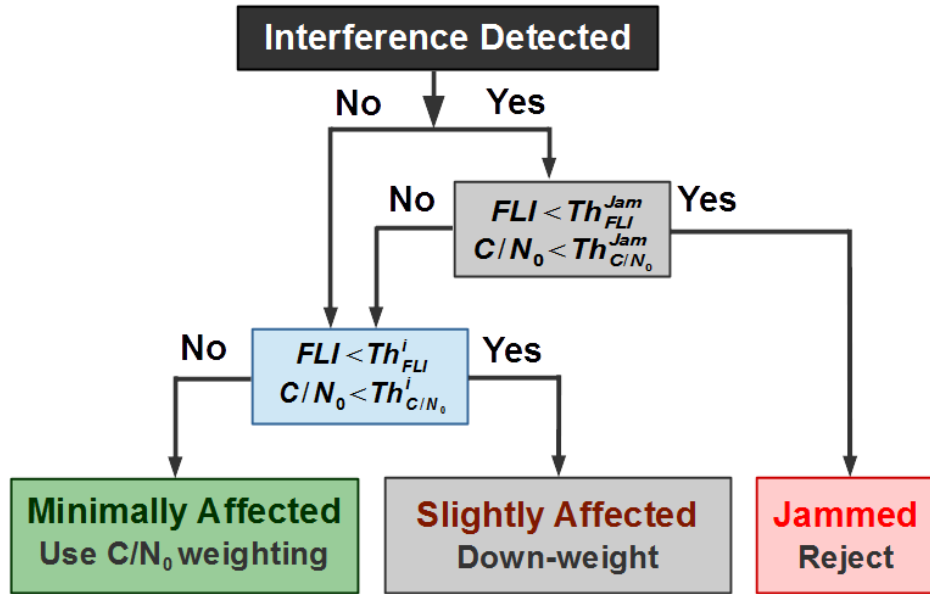 Interference Detected
No Yes
No Yes
FLI < Th^Jam_FLI
C/N₀ < Th^Jam_C/N₀
No Yes
FLI < Th^i_FLI
C/N₀ < Th^i_C/N₀
Minimally Affected
Use C/N₀ weighting
Slightly Affected
Down-weight
Jammed
Reject